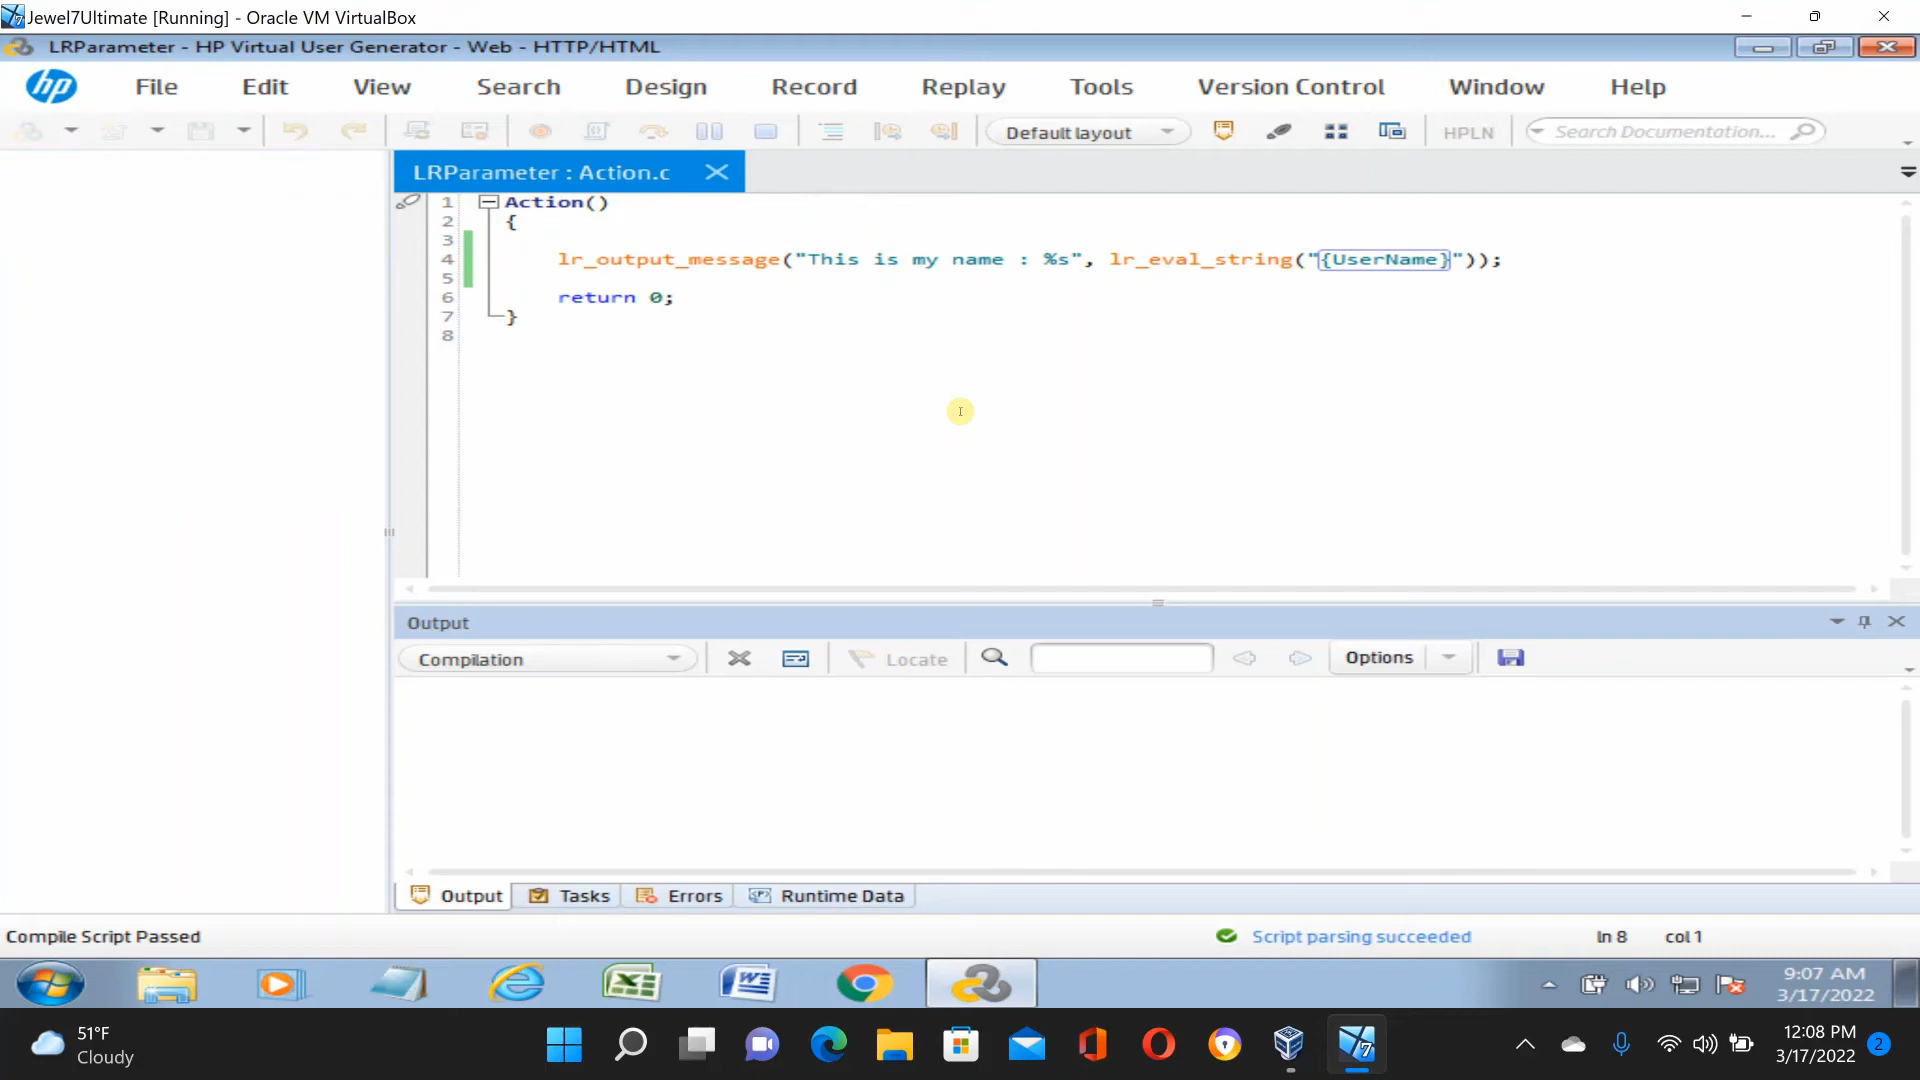 Jewel7Ultimate [Running] - Oracle VM VirtualBox
LRParameter - HP Virtual User Generator - Web - HTTP/HTML
hp File Edit View Search Design Record Replay Tools Version Control Window Help
Default layout HPLN Search Documentation...
LRParameter : Action.c
1 Action()
2 {
3
4 lr_output_message("This is my name : %s", lr_eval_string("{UserName}"));
5
6 return 0;
7 }
8
Output
Compilation Locate Options
Output Tasks Errors Runtime Data
Compile Script Passed Script parsing succeeded ln 8 col 1
9:07 AM
3/17/2022
51°F
Cloudy
12:08 PM
3/17/2022
2